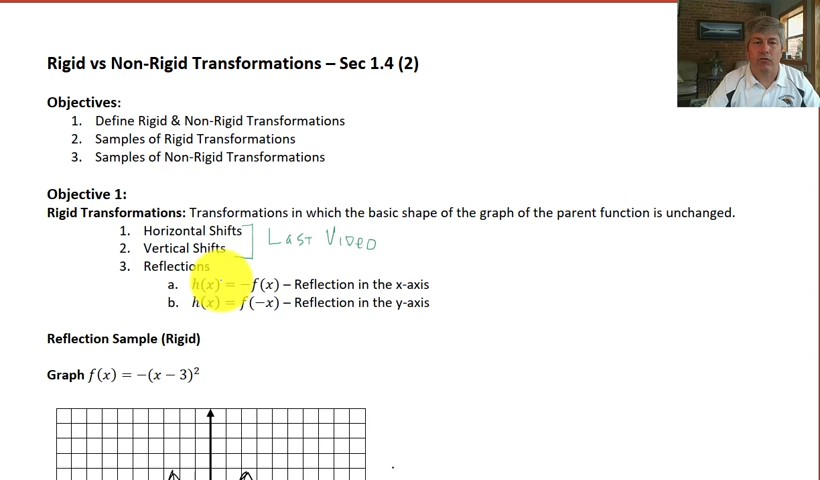 Rigid vs Non-Rigid Transformations – Sec 1.4 (2)
Objectives:
1. Define Rigid & Non-Rigid Transformations
2. Samples of Rigid Transformations
3. Samples of Non-Rigid Transformations
Objective 1:
Rigid Transformations: Transformations in which the basic shape of the graph of the parent function is unchanged.
1. Horizontal Shifts
2. Vertical Shifts
LAST VIDEO
3. Reflections
a. h(x) = −f(x) – Reflection in the x-axis
b. h(x) = f(−x) – Reflection in the y-axis
Reflection Sample (Rigid)
Graph f(x) = −(x − 3)²